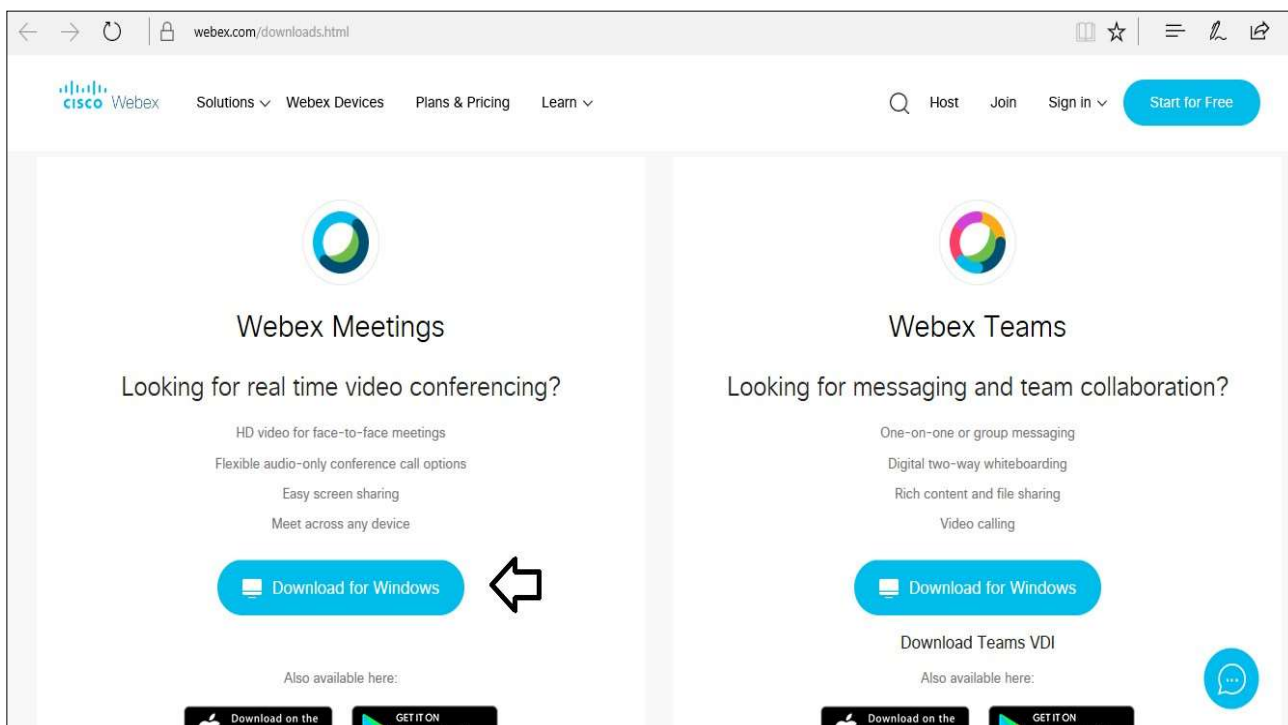 webex.com/downloads.html
CISCO Webex Solutions Webex Devices Plans & Pricing Learn Host Join Sign in Start for Free
Webex Meetings
Looking for real time video conferencing?
HD video for face-to-face meetings
Flexible audio-only conference call options
Easy screen sharing
Meet across any device
Download for Windows
Also available here:
Download on the
GET IT ON
Webex Teams
Looking for messaging and team collaboration?
One-on-one or group messaging
Digital two-way whiteboarding
Rich content and file sharing
Video calling
Download for Windows
Download Teams VDI
Also available here:
Download on the
GET IT ON